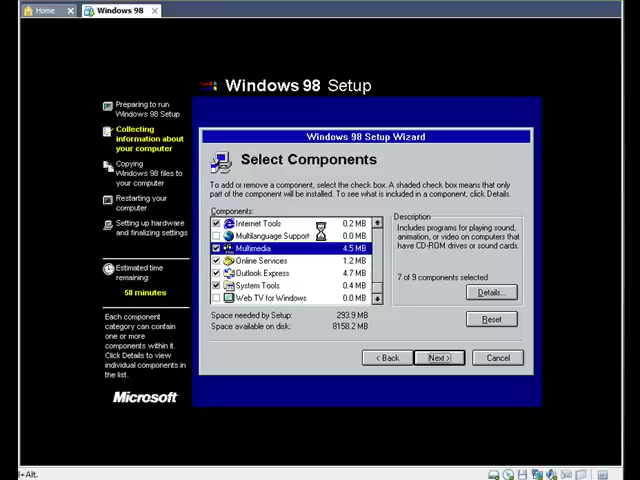 Home
Windows 98
Windows 98 Setup
Preparing to run
Windows 98 Setup
Collecting
information about
your computer
Copying
Windows 98 files to
your computer
Restarting your
computer
Setting up hardware
and finalizing settings
Estimated time
remaining:
58 minutes
Each component
category can contain
one or more
components within it.
Click Details to view
individual components in
the list.
Microsoft
Windows 98 Setup Wizard
Select Components
To add or remove a component, select the check box. A shaded check box means that only
part of the component will be installed. To see what is included in a component, click Details.
Components:
Internet Tools 0.2 MB
Multilanguage Support 0.0 MB
Multimedia 4.5 MB
Online Services 1.2 MB
Outlook Express 4.7 MB
System Tools 0.4 MB
Web TV for Windows 0.0 MB
Space needed by Setup: 293.9 MB
Space available on disk: 8158.2 MB
Description
Includes programs for playing sound,
animation, or video on computers that
have CD-ROM drives or sound cards.
7 of 9 components selected
Details...
Reset
< Back
Next >
Cancel
l+Alt.